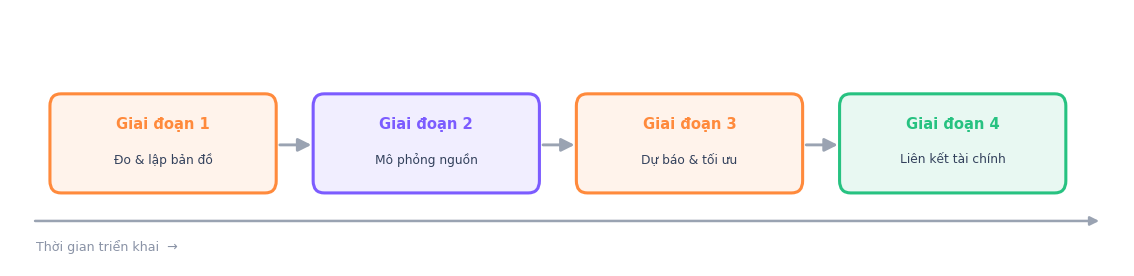 Giai đoạn 1
Đo & lập bản đồ
Giai đoạn 2
Mô phỏng nguồn
Giai đoạn 3
Dự báo & tối ưu
Giai đoạn 4
Liên kết tài chính
Thời gian triển khai →